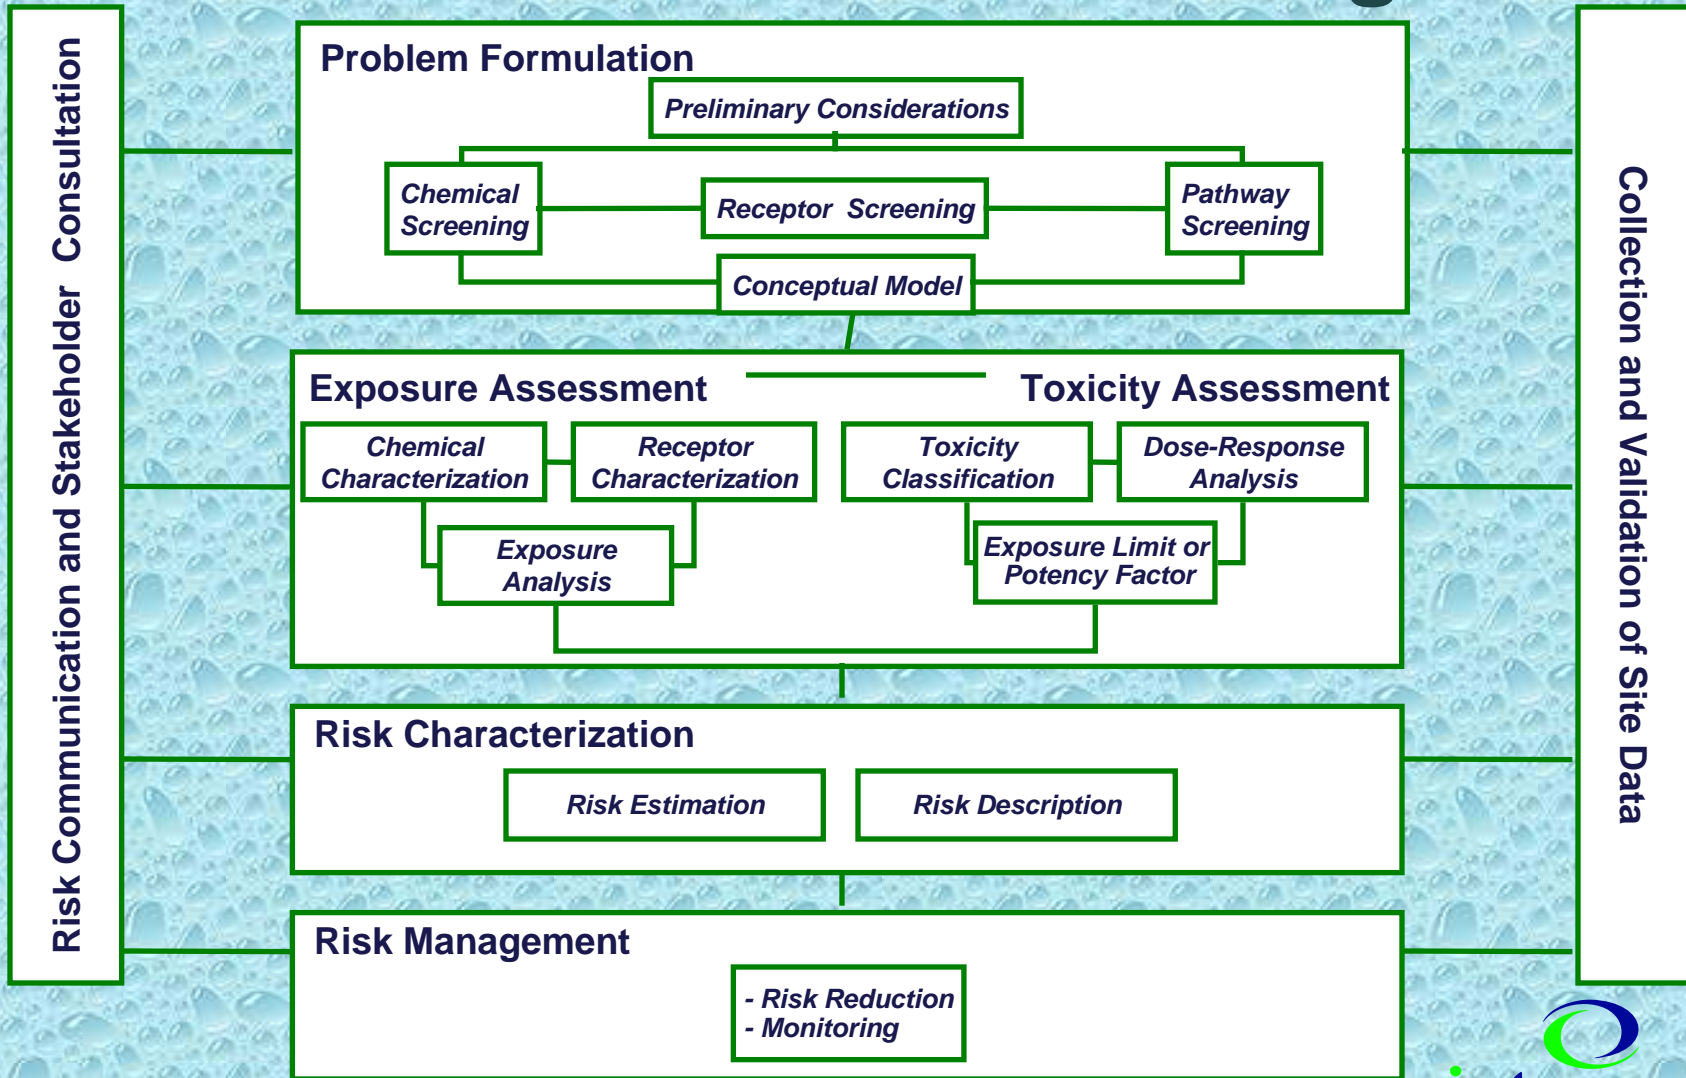 Risk Communication and Stakeholder Consultation
Problem Formulation
Preliminary Considerations
Chemical
Screening
Receptor Screening
Pathway
Screening
Conceptual Model
Exposure Assessment
Toxicity Assessment
Chemical
Characterization
Receptor
Characterization
Exposure
Analysis
Toxicity
Classification
Dose-Response
Analysis
Exposure Limit or
Potency Factor
Risk Characterization
Risk Estimation
Risk Description
Risk Management
- Risk Reduction
- Monitoring
Collection and Validation of Site Data